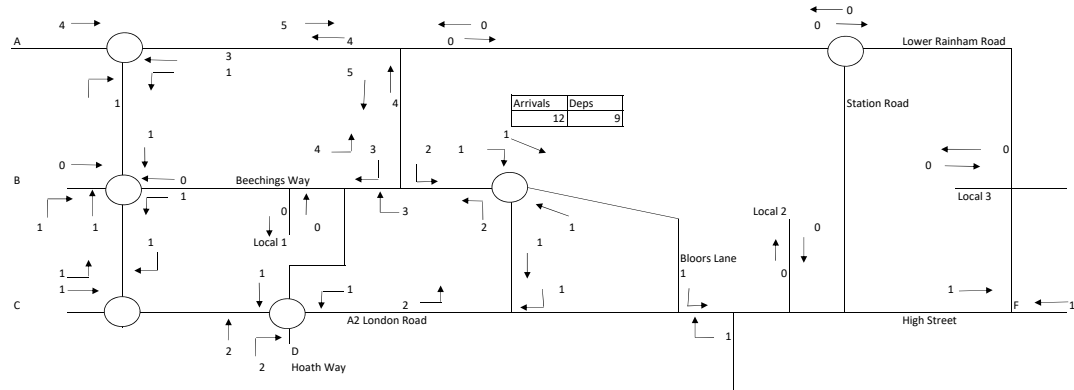 4 5 0 0
4 0 0
A Lower Rainham Road
3
1 5
1 4 Arrivals Deps Station Road
12 9
1 1
4 3 2 1 0
0 0
B 0 Beechings Way
1 Local 3
0 3 Local 2
1 1 0 2 1 0
1 Local 1 1
1 1 1 Bloors Lane
1 1 1 0
1 2 1
C F 1
A2 London Road High Street
2 1
D
2 Hoath Way